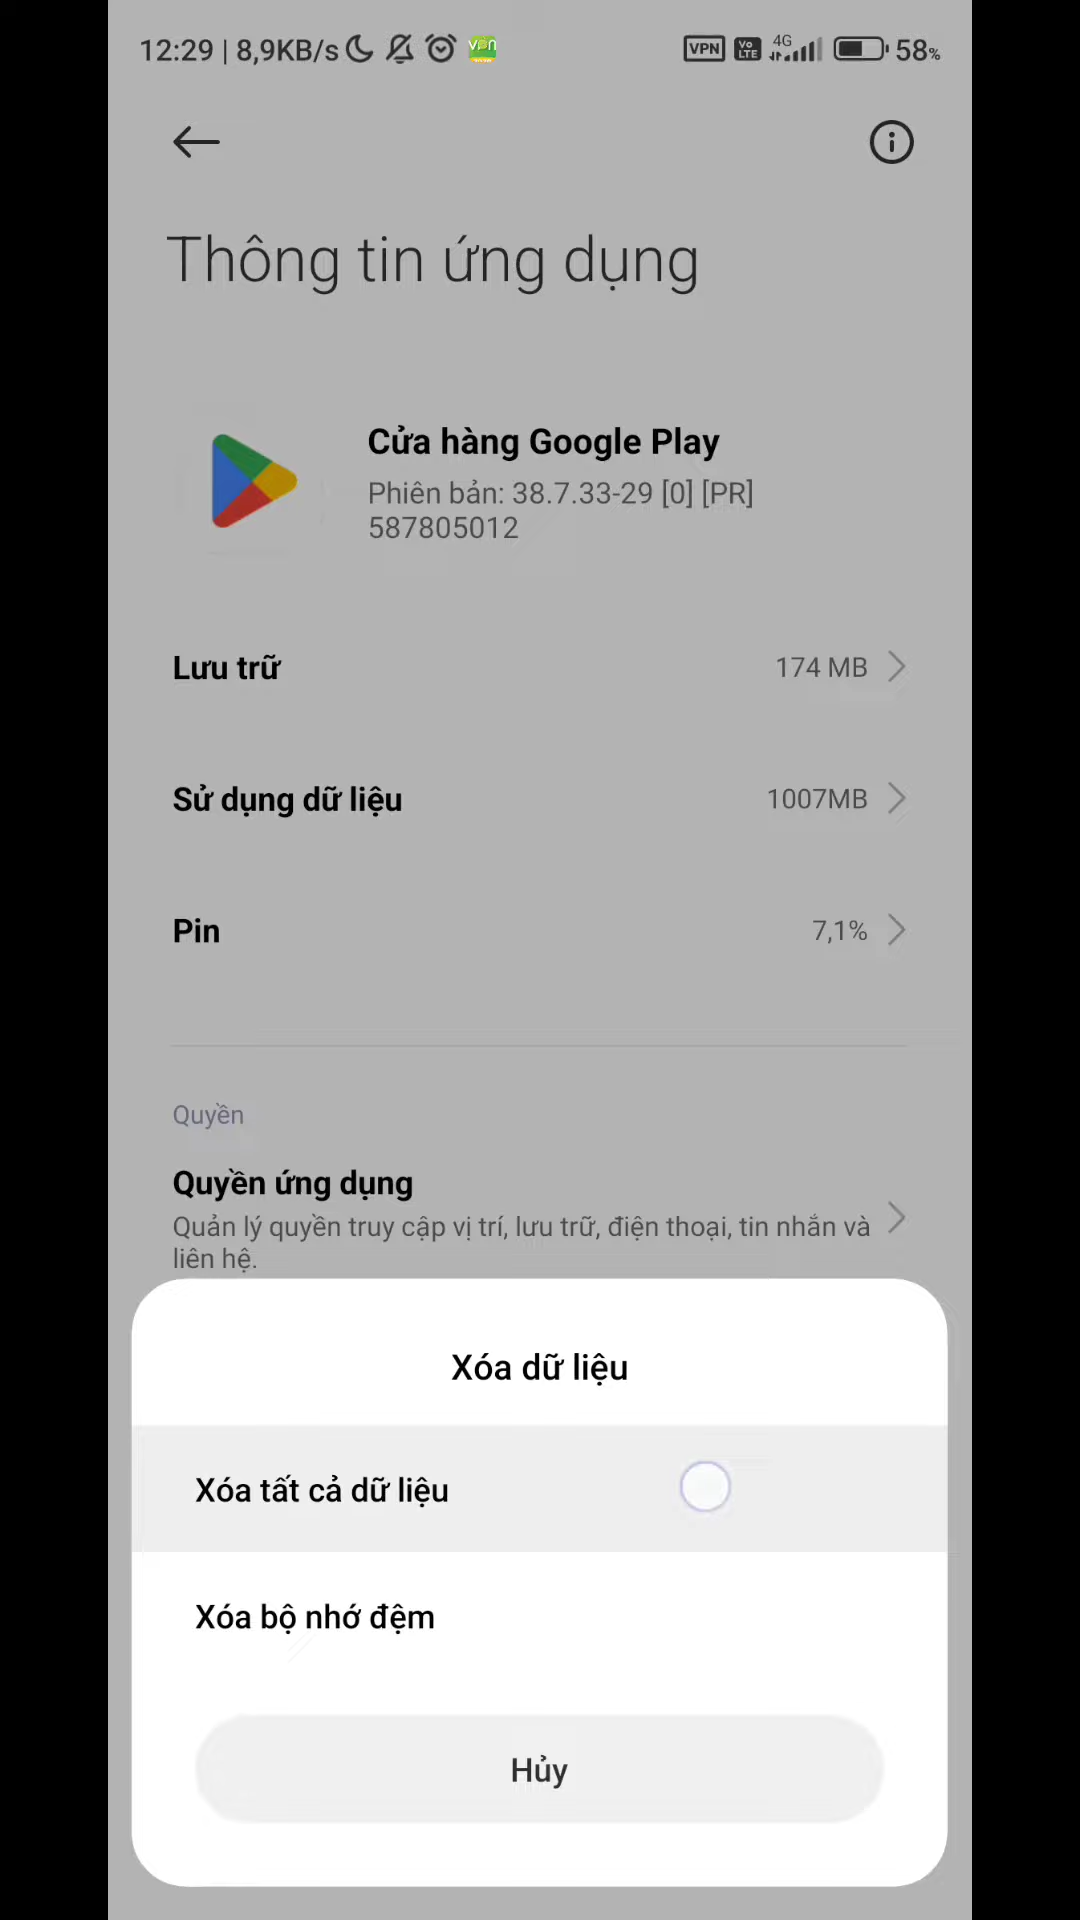 12:29 | 8,9KB/s VPN VPN Vo LTE 4G 58%
Thông tin ứng dụng
Cửa hàng Google Play
Phiên bản: 38.7.33-29 [0] [PR]
587805012
Lưu trữ 174 MB
Sử dụng dữ liệu 1007MB
Pin 7,1%
Quyền
Quyền ứng dụng
Quản lý quyền truy cập vị trí, lưu trữ, điện thoại, tin nhắn và
liên hệ.
Xóa dữ liệu
Xóa tất cả dữ liệu
Xóa bộ nhớ đệm
Hủy